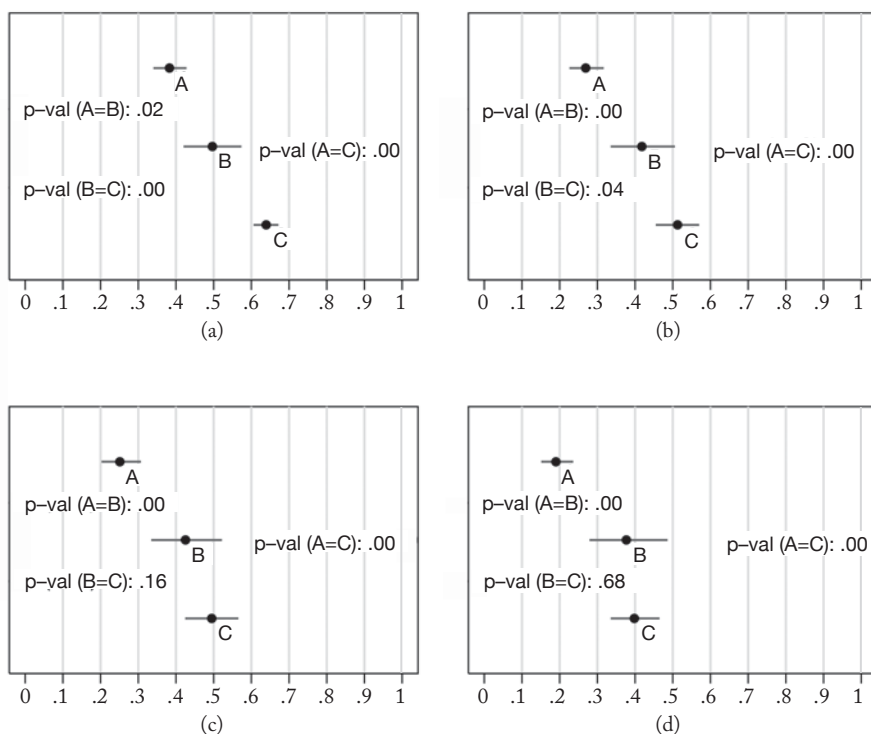 A
p–val (A=B): .02
B
p–val (A=C): .00
p–val (B=C): .00
C
0 .1 .2 .3 .4 .5 .6 .7 .8 .9 1
(a)
A
p–val (A=B): .00
B
p–val (A=C): .00
p–val (B=C): .04
C
0 .1 .2 .3 .4 .5 .6 .7 .8 .9 1
(b)
A
p–val (A=B): .00
B
p–val (A=C): .00
p–val (B=C): .16
C
0 .1 .2 .3 .4 .5 .6 .7 .8 .9 1
(c)
A
p–val (A=B): .00
B
p–val (A=C): .00
p–val (B=C): .68
C
0 .1 .2 .3 .4 .5 .6 .7 .8 .9 1
(d)